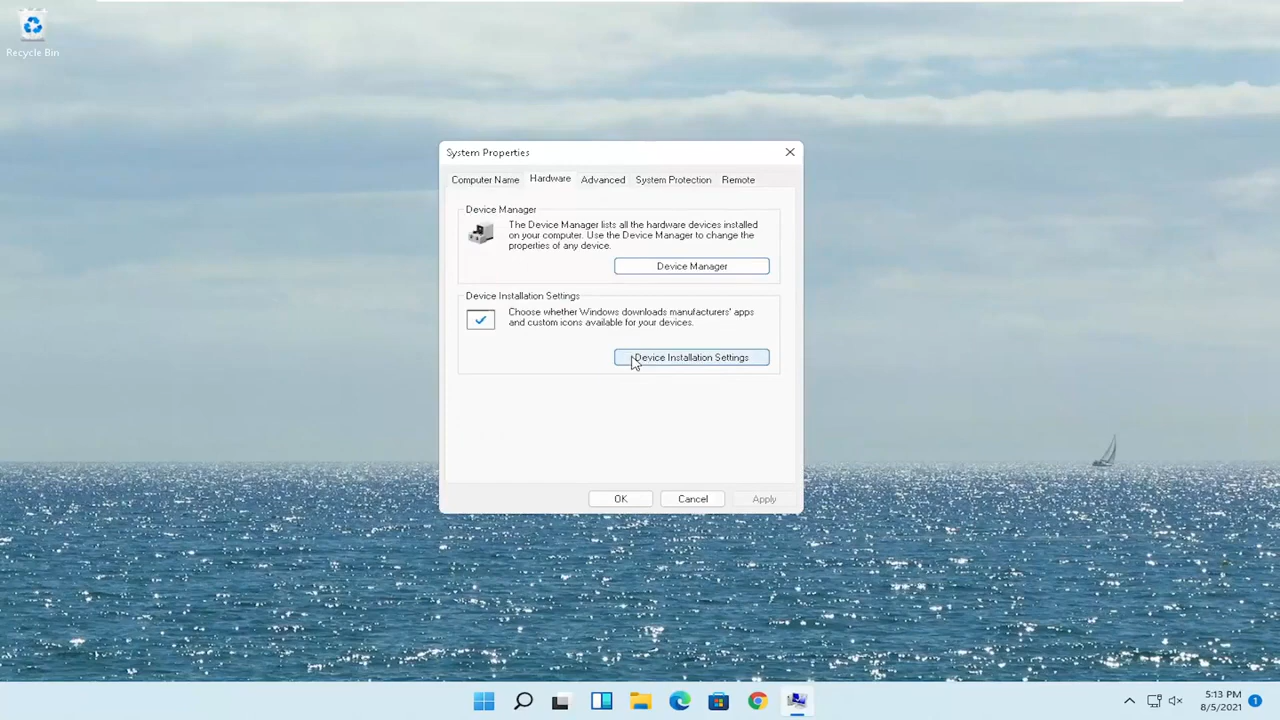 Recycle Bin
System Properties
Computer Name Hardware Advanced System Protection Remote
Device Manager
The Device Manager lists all the hardware devices installed
on your computer. Use the Device Manager to change the
properties of any device.
Device Manager
Device Installation Settings
Choose whether Windows downloads manufacturers' apps
and custom icons available for your devices.
Device Installation Settings
OK Cancel Apply
5:13 PM
8/5/2021
1